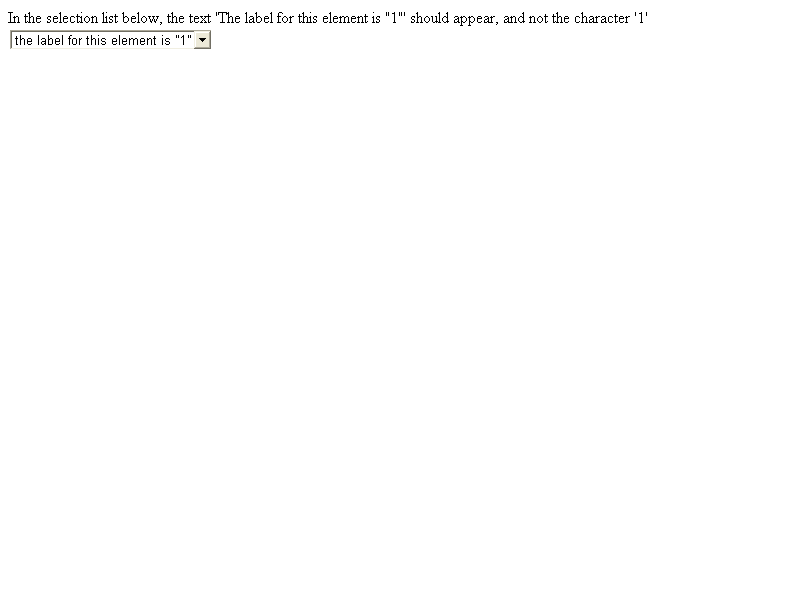 In the selection list below, the text 'The label for this element is "1"' should appear, and not the character '1'
the label for this element is "1"